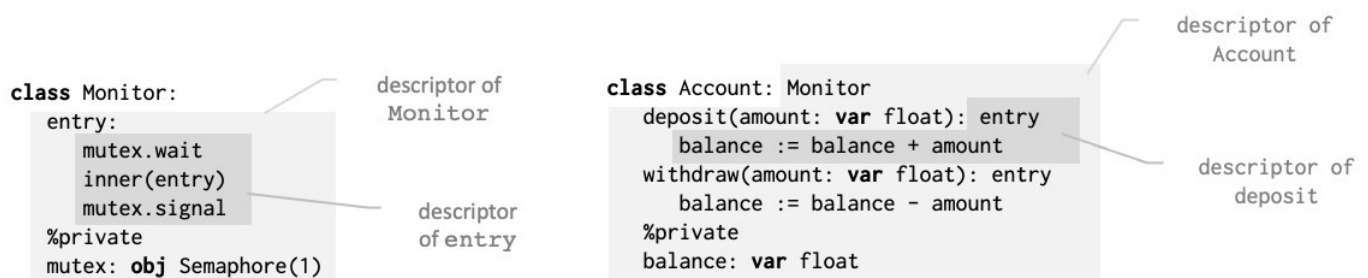 class Monitor:
entry:
mutex.wait
inner(entry)
mutex.signal
%private
mutex: obj Semaphore(1)
descriptor of
Monitor
descriptor
of entry
class Account: Monitor
deposit(amount: var float): entry
balance := balance + amount
withdraw(amount: var float): entry
balance := balance - amount
%private
balance: var float
descriptor of
Account
descriptor of
deposit